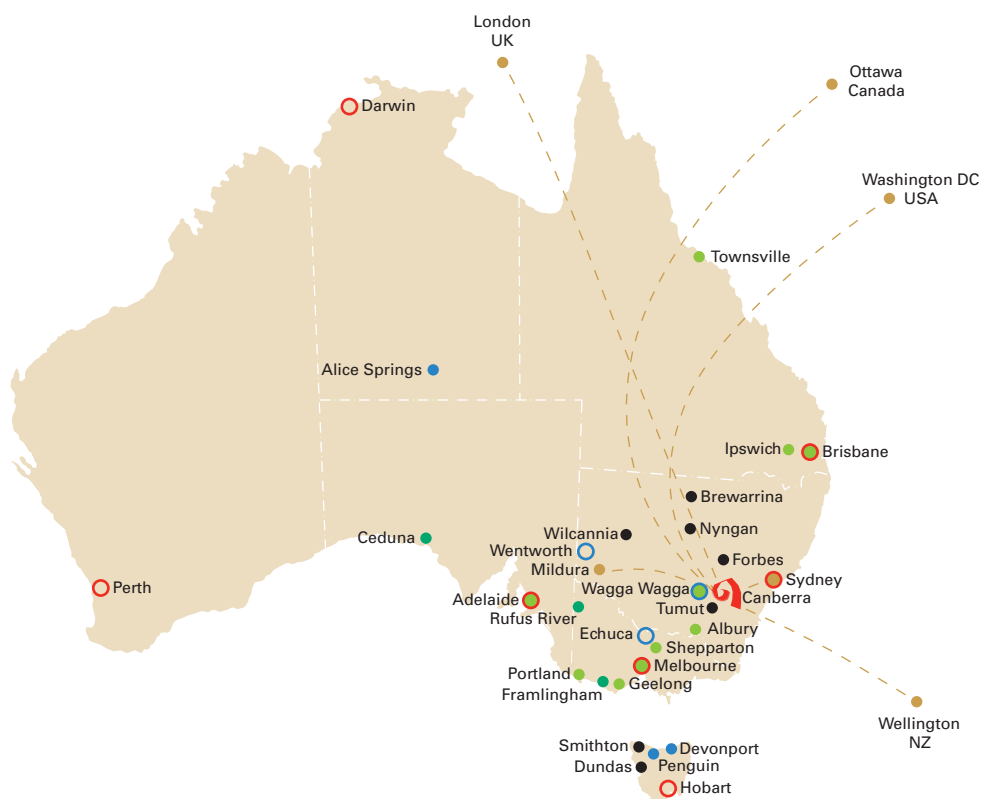 London
UK
Ottawa
Canada
Darwin
Washington DC
USA
Townsville
Alice Springs
Ipswich
Brisbane
Brewarrina
Nyngan
Wilcannia
Ceduna
Wentworth
Forbes
Mildura
Sydney
Perth
Wagga Wagga
Canberra
Adelaide
Tumut
Rufus River
Albury
Echuca
Shepparton
Melbourne
Portland
Geelong
Framlingham
Wellington
NZ
Smithton
Devonport
Penguin
Dundas
Hobart